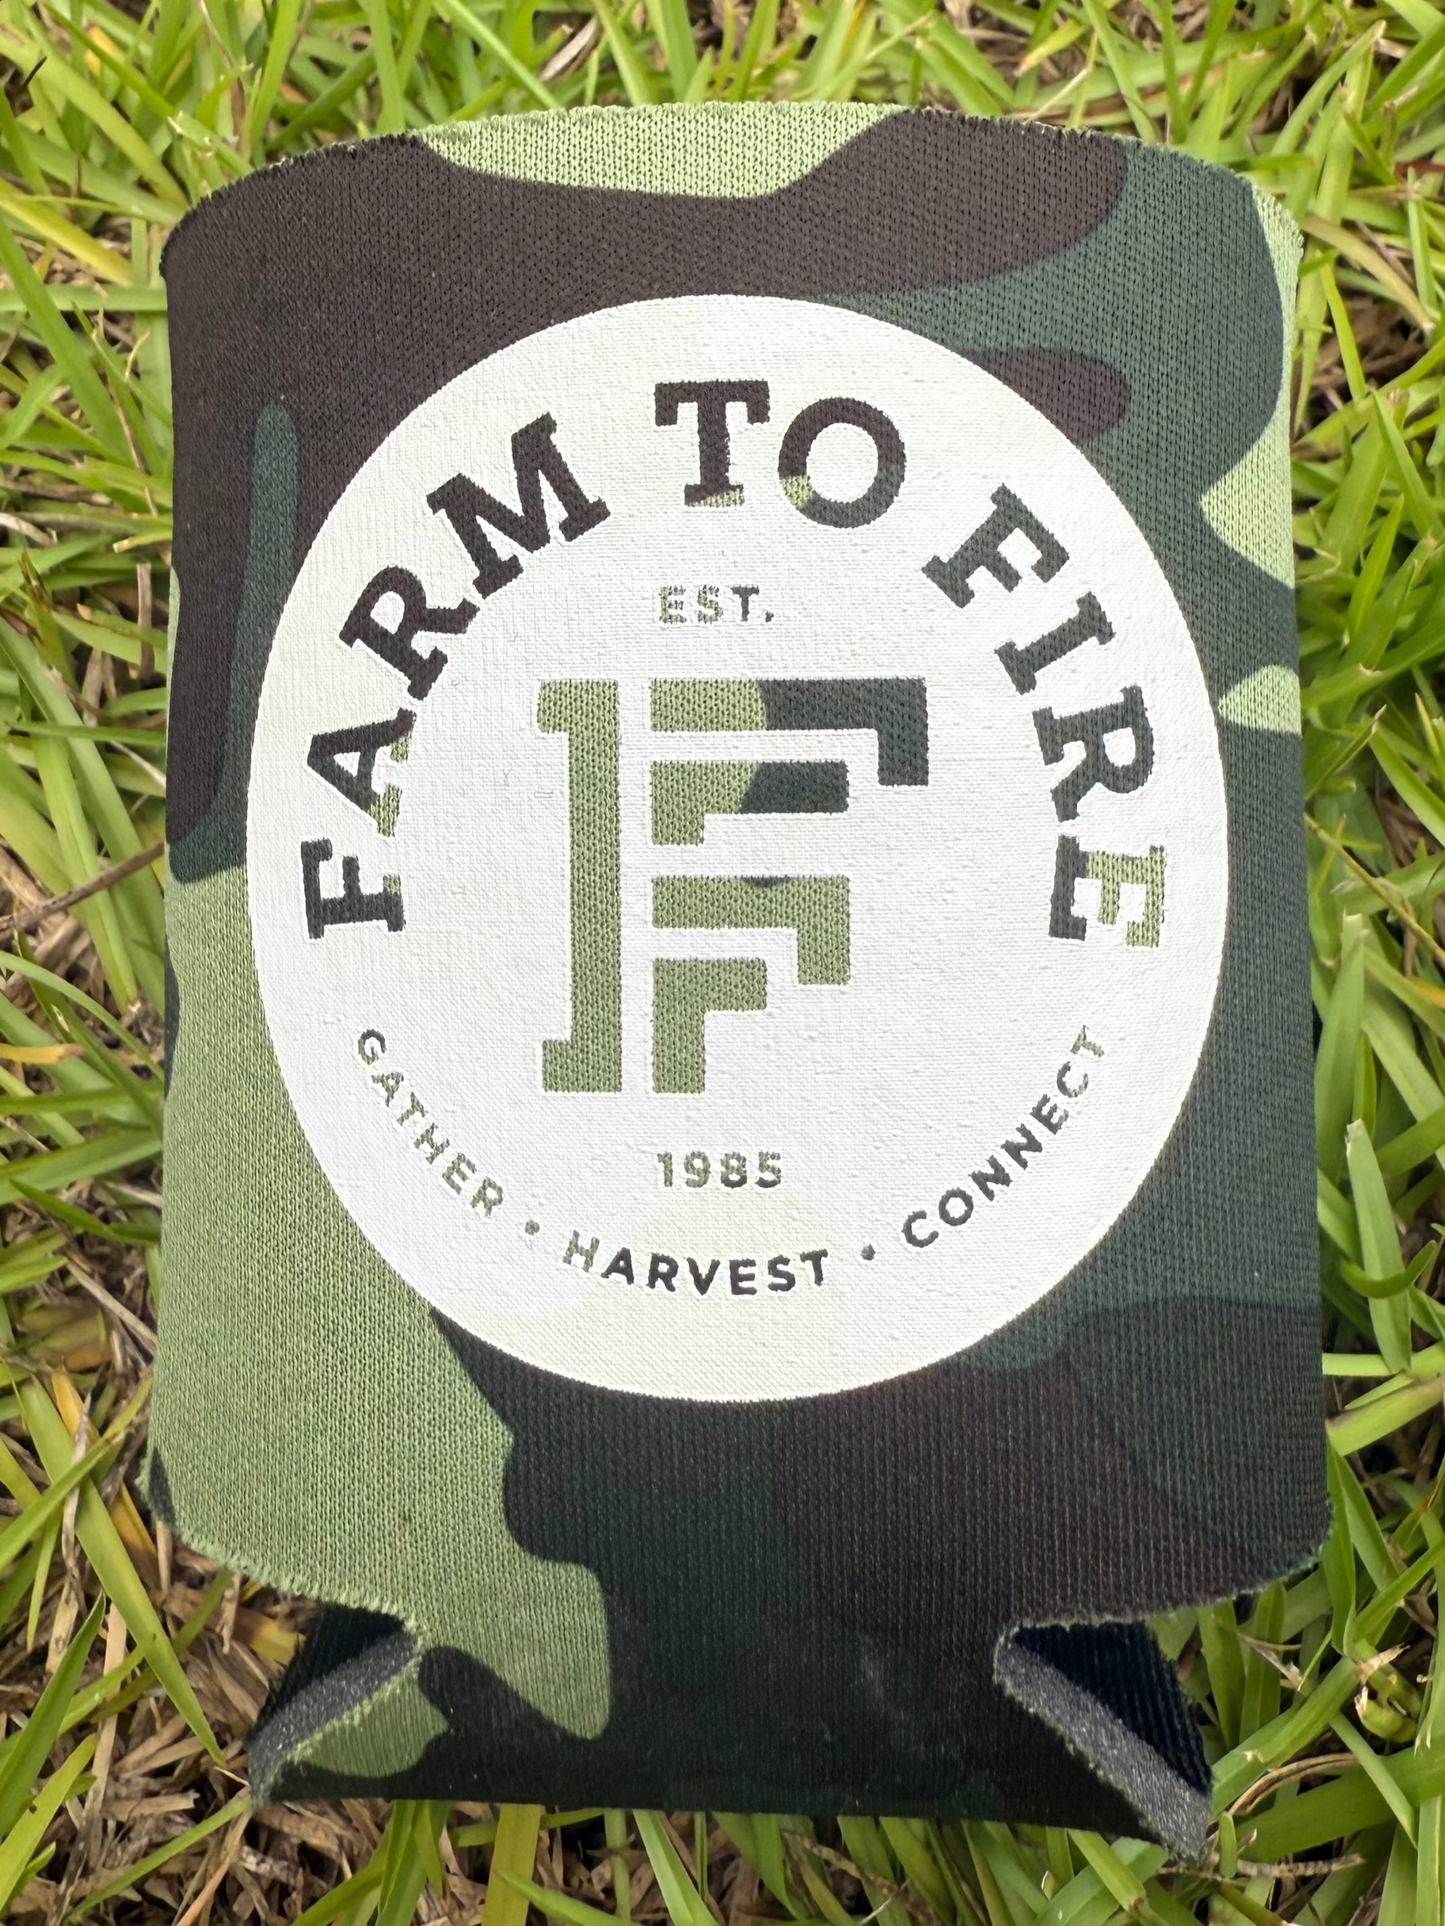 FARM TO FIRE
EST.
FF
1985
GATHER • HARVEST • CONNECT